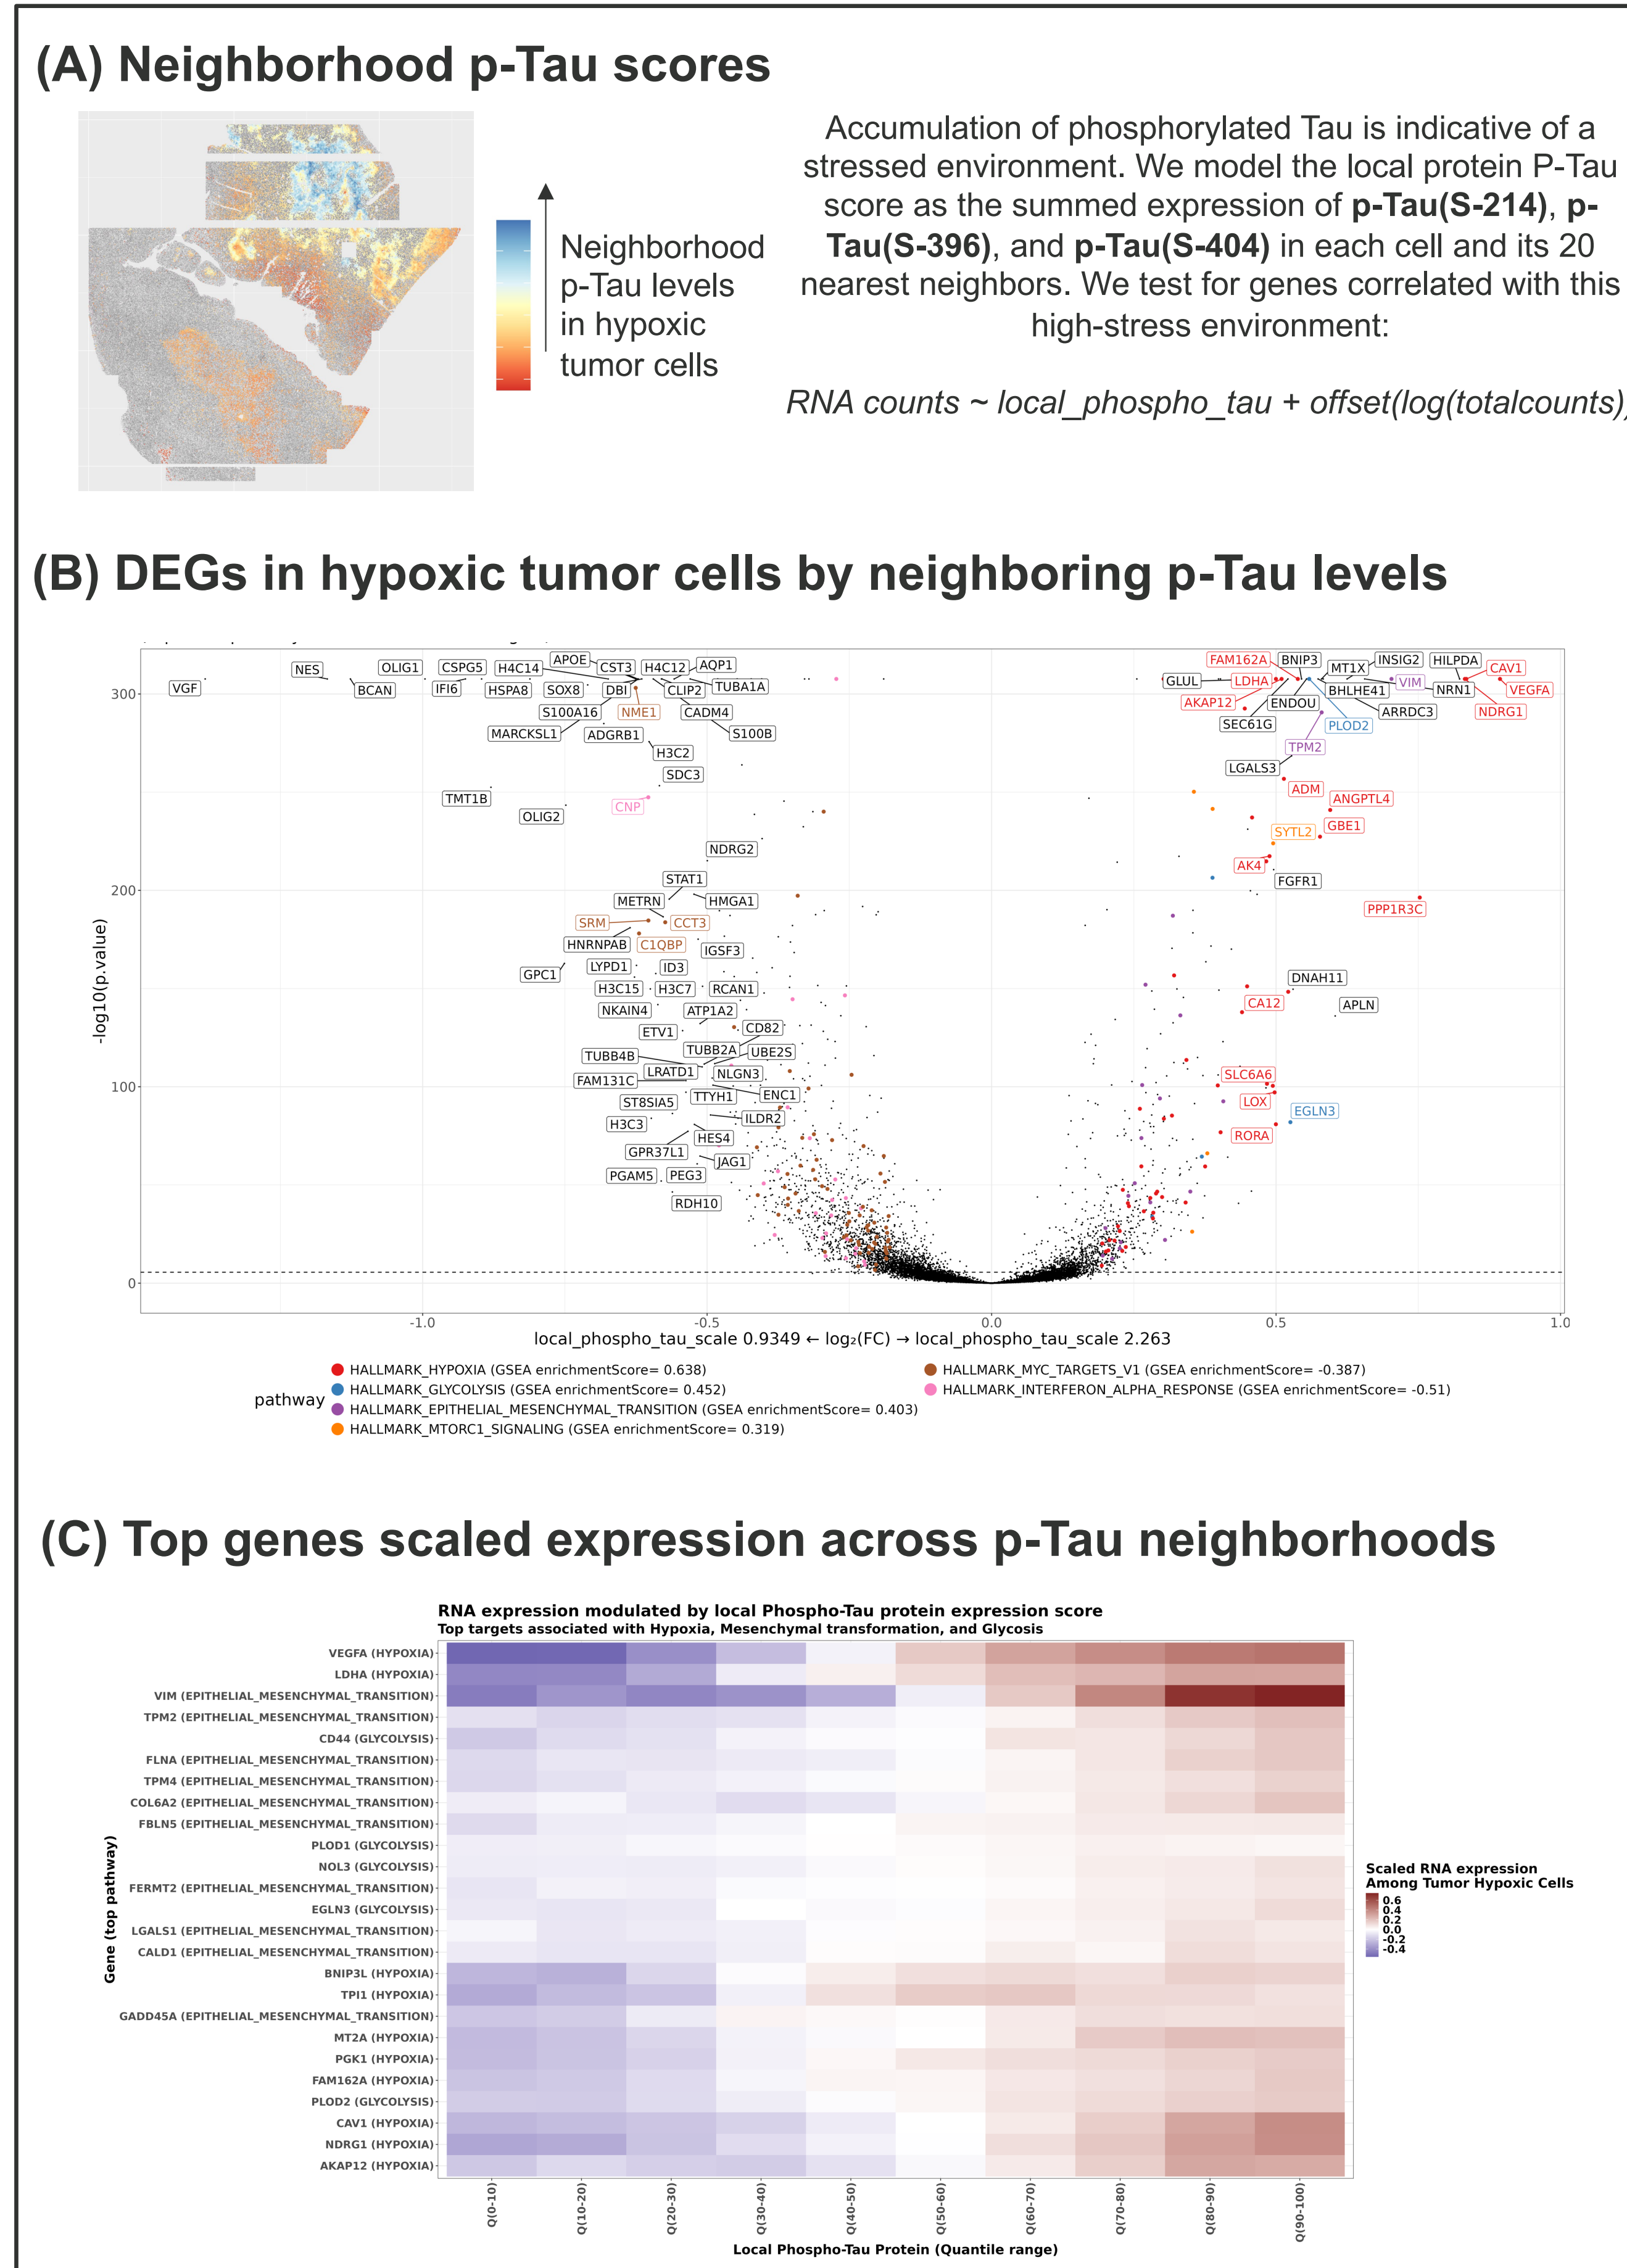 (A) Neighborhood p-Tau scores
Neighborhood
p-Tau levels
in hypoxic
tumor cells
Accumulation of phosphorylated Tau is indicative of a
stressed environment. We model the local protein P-Tau
score as the summed expression of p-Tau(S-214), p-
Tau(S-396), and p-Tau(S-404) in each cell and its 20
nearest neighbors. We test for genes correlated with this
high-stress environment:
RNA counts ~ local_phospho_tau + offset(log(totalcounts))
(B) DEGs in hypoxic tumor cells by neighboring p-Tau levels
-log10(p.value)
300
200
100
0
VGF
NES
BCAN
OLIG1
IFI6
CSPG5
HSPA8
H4C14
SOX8
APOE
CST3
DBI
H4C12
CLIP2
AQP1
TUBA1A
S100A16
NME1
CADM4
MARCKSL1
ADGRB1
S100B
H3C2
SDC3
TMT1B
CNP
OLIG2
NDRG2
STAT1
METRN
HMGA1
SRM
CCT3
HNRNPAB
C1QBP
IGSF3
GPC1
LYPD1
ID3
H3C15
H3C7
RCAN1
NKAIN4
ATP1A2
ETV1
CD82
TUBB4B
TUBB2A
UBE2S
LRATD1
NLGN3
FAM131C
ST8SIA5
TTYH1
ENC1
H3C3
ILDR2
HES4
GPR37L1
JAG1
PGAM5
PEG3
RDH10
FAM162A
BNIP3
MT1X
INSIG2
HILPDA
CAV1
GLUL
LDHA
BHLHE41
VIM
NRN1
VEGFA
AKAP12
ENDOU
ARRDC3
NDRG1
SEC61G
PLOD2
TPM2
LGALS3
ADM
ANGPTL4
SYTL2
GBE1
AK4
FGFR1
PPP1R3C
DNAH11
CA12
APLN
SLC6A6
LOX
EGLN3
RORA
-1.0
-0.5
0.0
0.5
1.0
local_phospho_tau_scale 0.9349 ← log₂(FC) → local_phospho_tau_scale 2.263
pathway
HALLMARK_HYPOXIA (GSEA enrichmentScore= 0.638)
HALLMARK_GLYCOLYSIS (GSEA enrichmentScore= 0.452)
HALLMARK_EPITHELIAL_MESENCHYMAL_TRANSITION (GSEA enrichmentScore= 0.403)
HALLMARK_MTORC1_SIGNALING (GSEA enrichmentScore= 0.319)
HALLMARK_MYC_TARGETS_V1 (GSEA enrichmentScore= -0.387)
HALLMARK_INTERFERON_ALPHA_RESPONSE (GSEA enrichmentScore= -0.51)
(C) Top genes scaled expression across p-Tau neighborhoods
RNA expression modulated by local Phospho-Tau protein expression score
Top targets associated with Hypoxia, Mesenchymal transformation, and Glycosis
Gene (top pathway)
VEGFA (HYPOXIA)
LDHA (HYPOXIA)
VIM (EPITHELIAL_MESENCHYMAL_TRANSITION)
TPM2 (EPITHELIAL_MESENCHYMAL_TRANSITION)
CD44 (GLYCOLYSIS)
FLNA (EPITHELIAL_MESENCHYMAL_TRANSITION)
TPM4 (EPITHELIAL_MESENCHYMAL_TRANSITION)
COL6A2 (EPITHELIAL_MESENCHYMAL_TRANSITION)
FBLN5 (EPITHELIAL_MESENCHYMAL_TRANSITION)
PLOD1 (GLYCOLYSIS)
NOL3 (GLYCOLYSIS)
FERMT2 (EPITHELIAL_MESENCHYMAL_TRANSITION)
EGLN3 (GLYCOLYSIS)
LGALS1 (EPITHELIAL_MESENCHYMAL_TRANSITION)
CALD1 (EPITHELIAL_MESENCHYMAL_TRANSITION)
BNIP3L (HYPOXIA)
TPI1 (HYPOXIA)
GADD45A (EPITHELIAL_MESENCHYMAL_TRANSITION)
MT2A (HYPOXIA)
PGK1 (HYPOXIA)
FAM162A (HYPOXIA)
PLOD2 (GLYCOLYSIS)
CAV1 (HYPOXIA)
NDRG1 (HYPOXIA)
AKAP12 (HYPOXIA)
Q(0-10)
Q(10-20)
Q(20-30)
Q(30-40)
Q(40-50)
Q(50-60)
Q(60-70)
Q(70-80)
Q(80-90)
Q(90-100)
Local Phospho-Tau Protein (Quantile range)
Scaled RNA expression
Among Tumor Hypoxic Cells
0.6
0.4
0.2
0.0
-0.2
-0.4